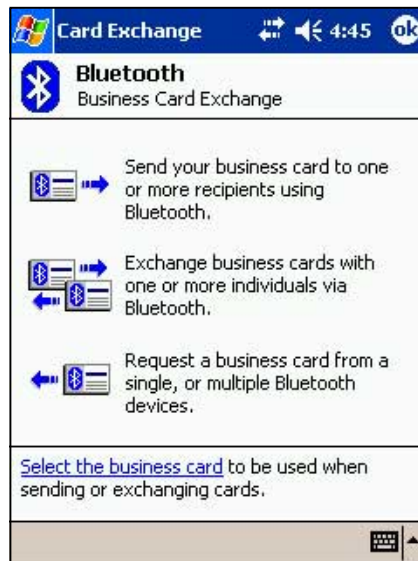 Card Exchange 4:45 ok
Bluetooth
Business Card Exchange
Send your business card to one
or more recipients using
Bluetooth.
Exchange business cards with
one or more individuals via
Bluetooth.
Request a business card from a
single, or multiple Bluetooth
devices.
Select the business card to be used when
sending or exchanging cards.